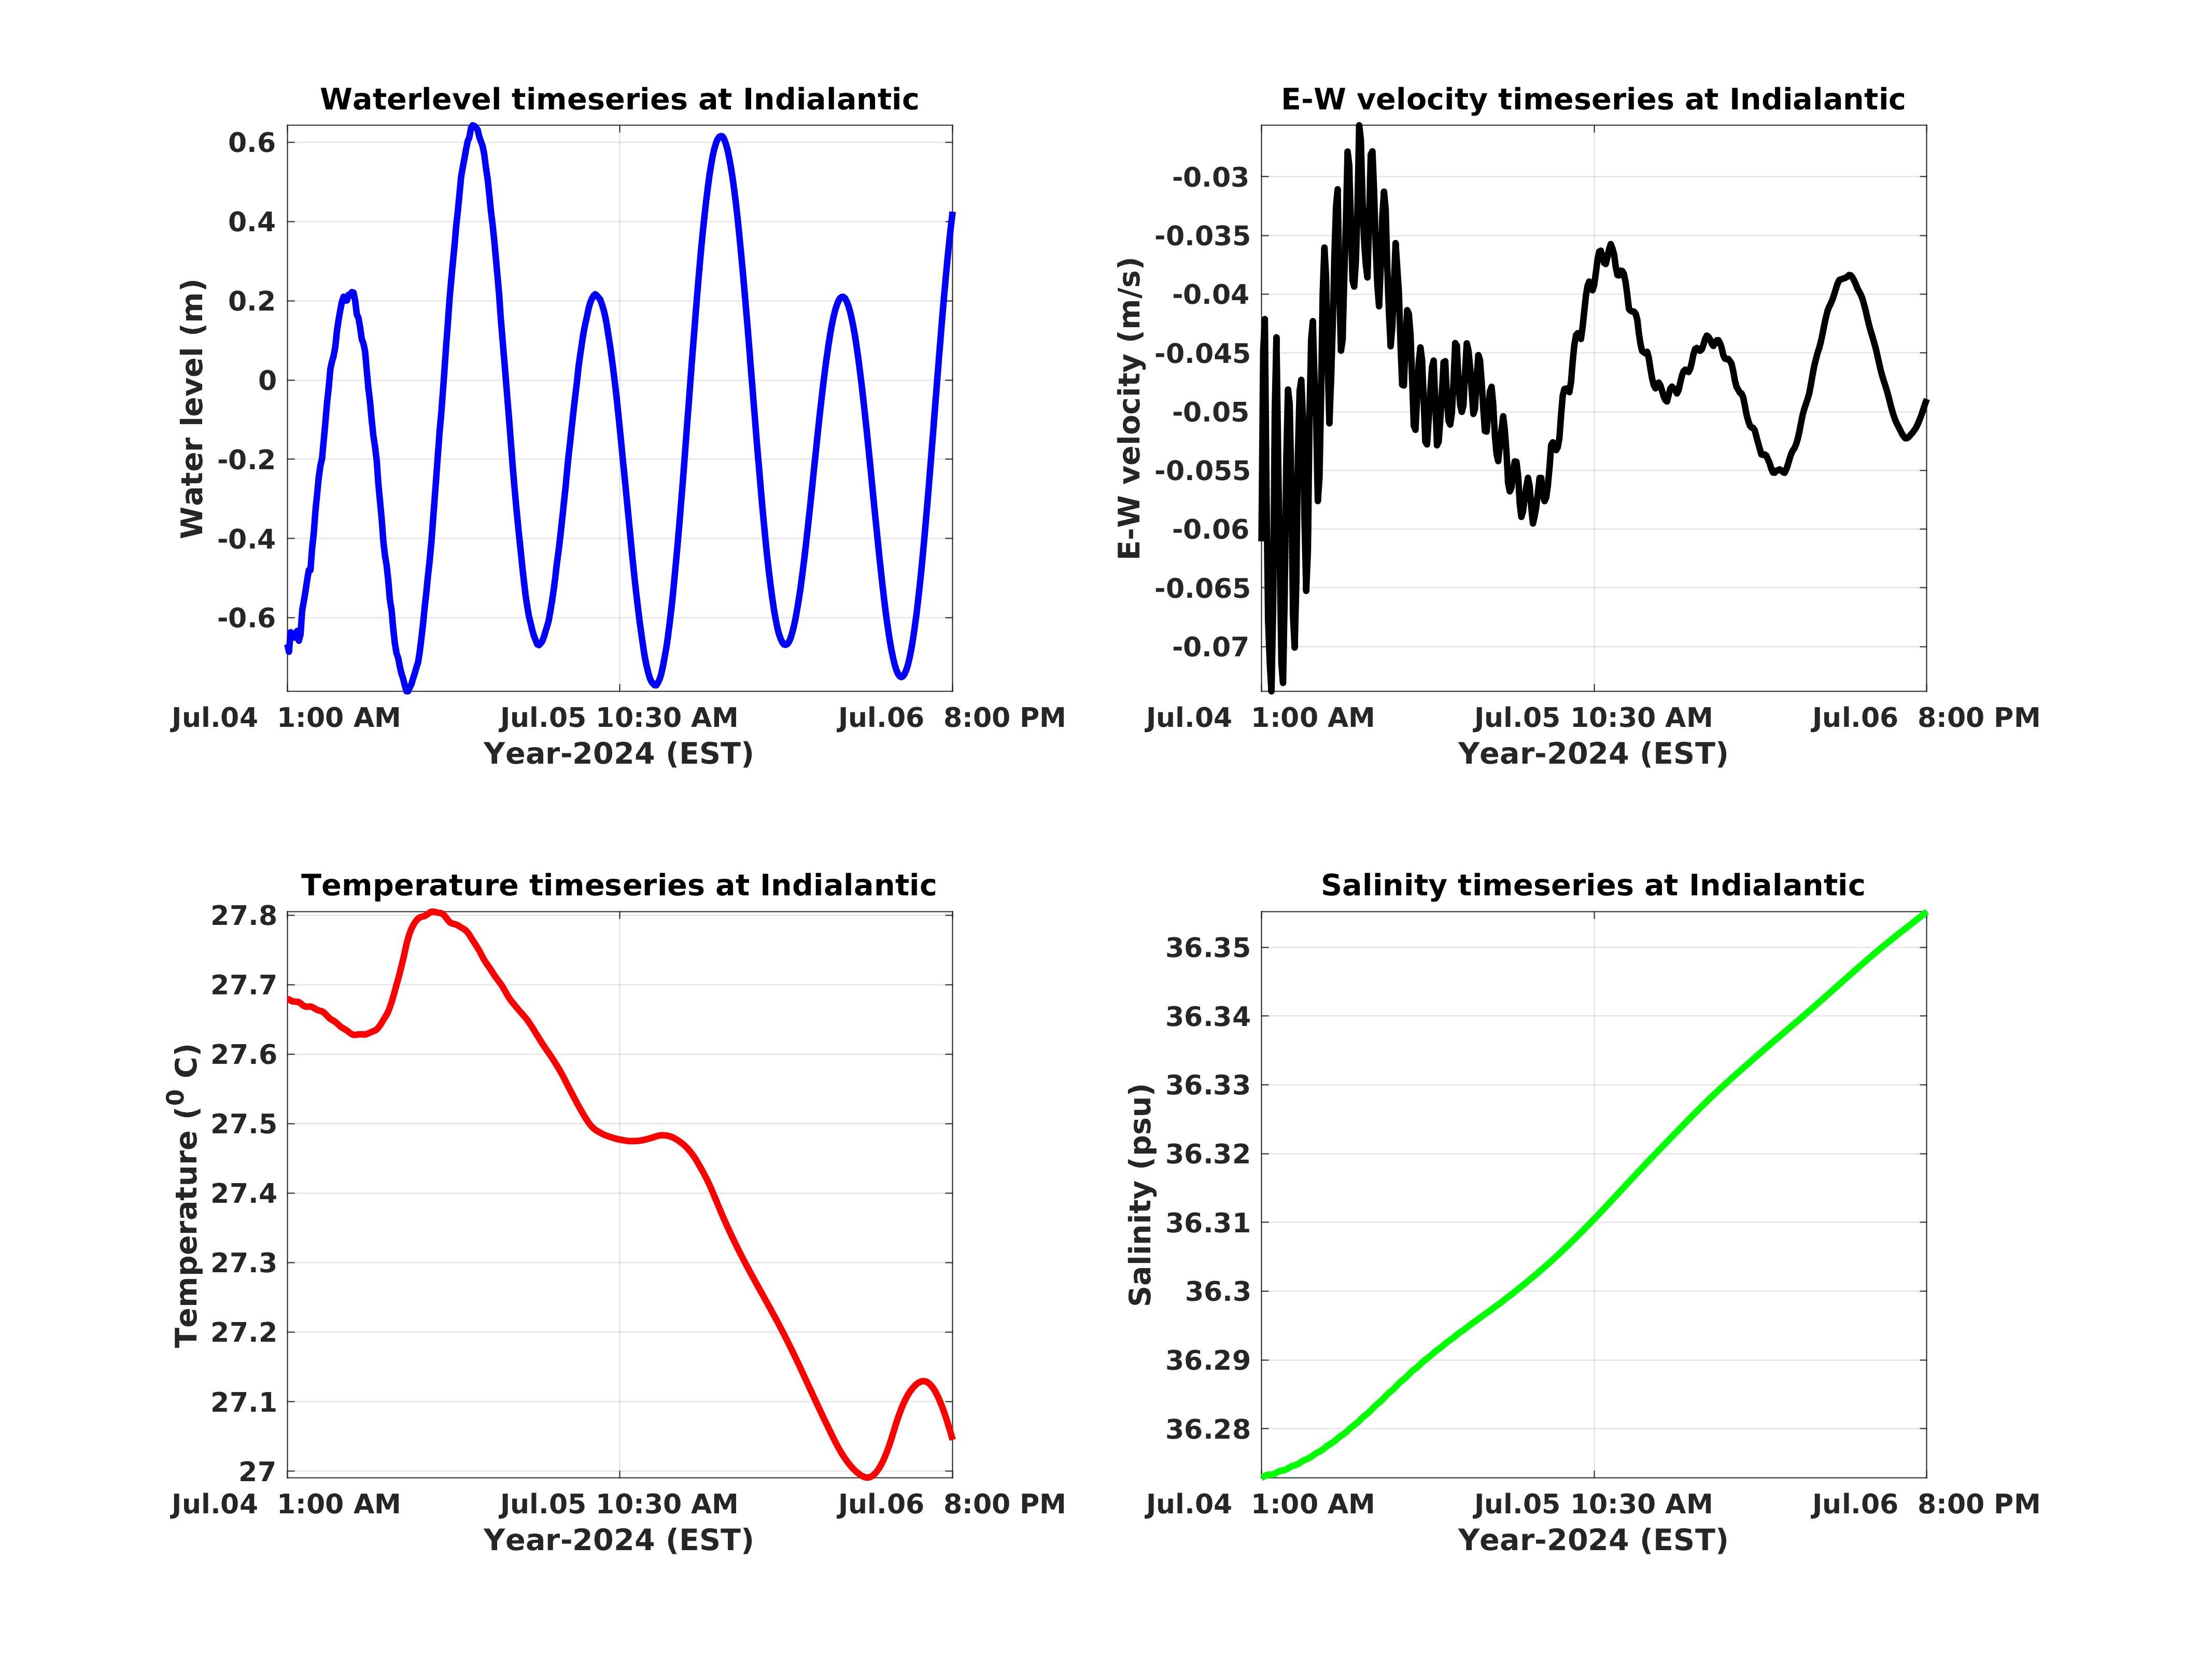 Waterlevel timeseries at Indialantic
0.6
0.4
0.2
0
-0.2
-0.4
-0.6
Water level (m)
Jul.04 1:00 AM Jul.05 10:30 AM Jul.06 8:00 PM
Year-2024 (EST)
E-W velocity timeseries at Indialantic
-0.03
-0.035
-0.04
-0.045
-0.05
-0.055
-0.06
-0.065
-0.07
E-W velocity (m/s)
Jul.04 1:00 AM Jul.05 10:30 AM Jul.06 8:00 PM
Year-2024 (EST)
Temperature timeseries at Indialantic
27.8
27.7
27.6
27.5
27.4
27.3
27.2
27.1
27
Temperature (⁰ C)
Jul.04 1:00 AM Jul.05 10:30 AM Jul.06 8:00 PM
Year-2024 (EST)
Salinity timeseries at Indialantic
36.35
36.34
36.33
36.32
36.31
36.3
36.29
36.28
Salinity (psu)
Jul.04 1:00 AM Jul.05 10:30 AM Jul.06 8:00 PM
Year-2024 (EST)